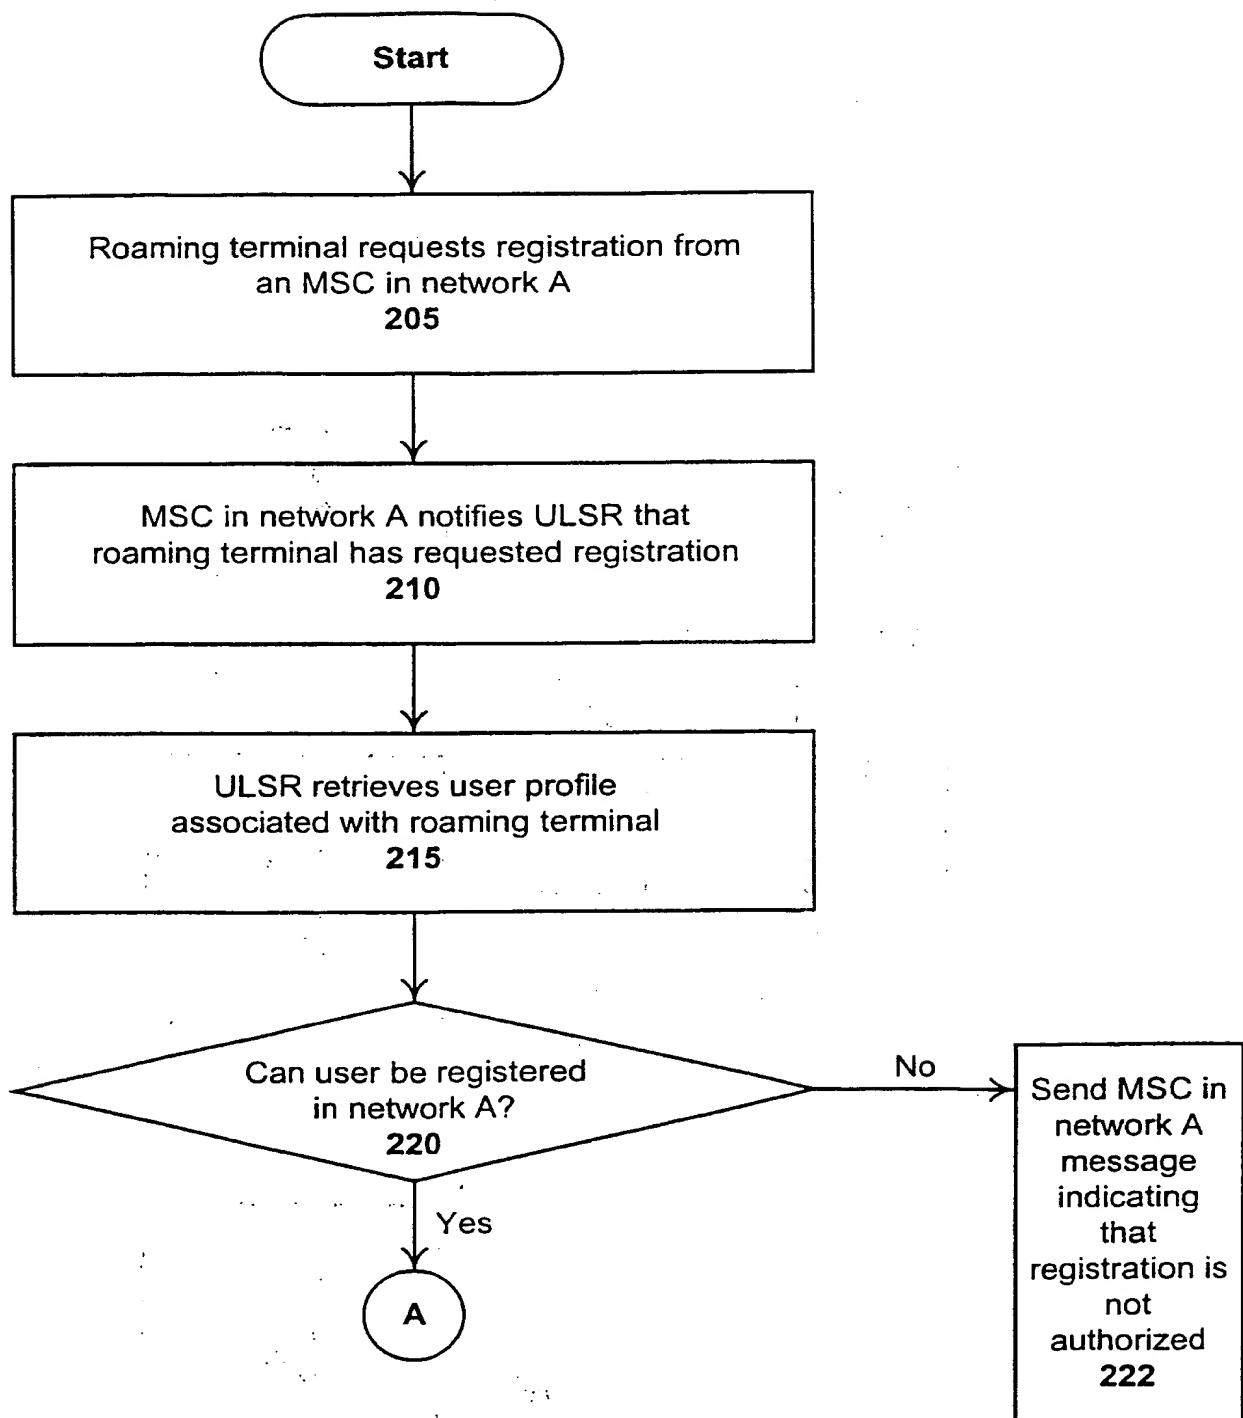 Start
Roaming terminal requests registration from
an MSC in network A
205
MSC in network A notifies ULSR that
roaming terminal has requested registration
210
ULSR retrieves user profile
associated with roaming terminal
215
Can user be registered
in network A?
220
No
Send MSC in
network A
message
indicating
that
registration is
not
authorized
222
Yes
A